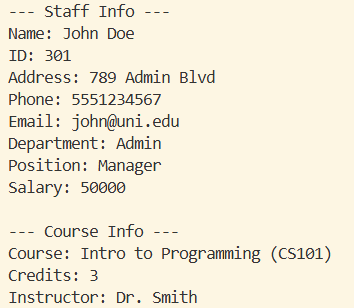 --- Staff Info ---
Name: John Doe
ID: 301
Address: 789 Admin Blvd
Phone: 5551234567
Email: john@uni.edu
Department: Admin
Position: Manager
Salary: 50000

--- Course Info ---
Course: Intro to Programming (CS101)
Credits: 3
Instructor: Dr. Smith